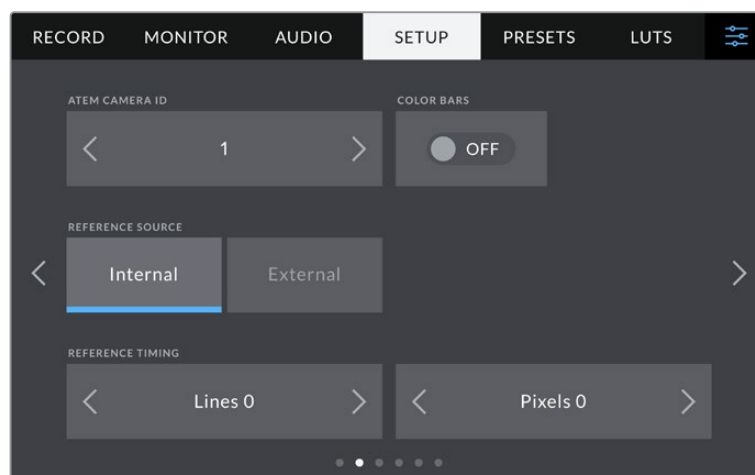 RECORD MONITOR AUDIO SETUP PRESETS LUTS
ATEM CAMERA ID COLOR BARS
1 OFF
REFERENCE SOURCE
Internal External
REFERENCE TIMING
Lines 0 Pixels 0